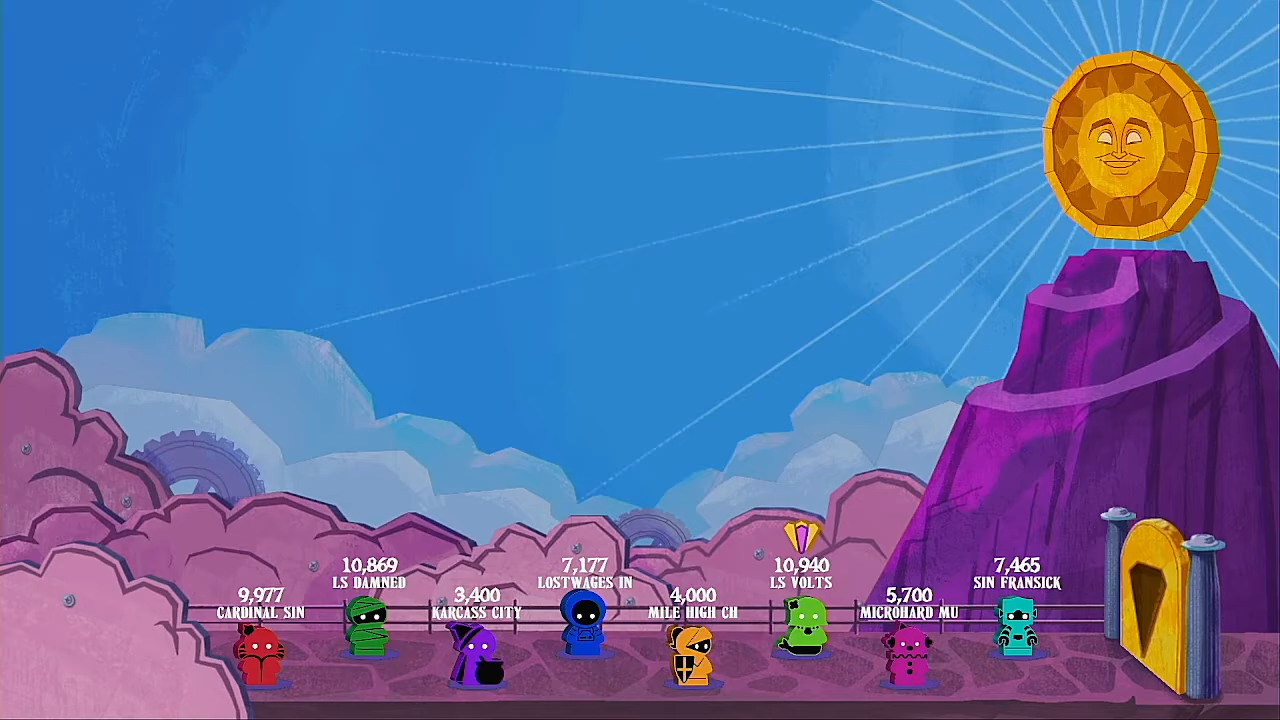 9,977
CARDINAL SIN
10,869
LS DAMNED
3,400
KARCASS CITY
7,177
LOSTWAGES IN
4,000
MILE HIGH CH
10,940
LS VOLTS
5,700
MICROHARD MU
7,465
SIN FRANSICK